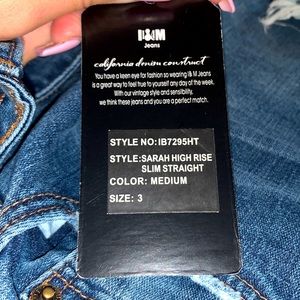 I&M
Jeans
california denim construct
You have a keen eye for fashion so wearing I& M Jeans
is a great way to feel true to yourself any day of the week.
With our vintage style and sensibility,
we think these jeans and you are a perfect match.
STYLE NO:IB7295HT
STYLE:SARAH HIGH RISE
SLIM STRAIGHT
COLOR: MEDIUM
SIZE: 3